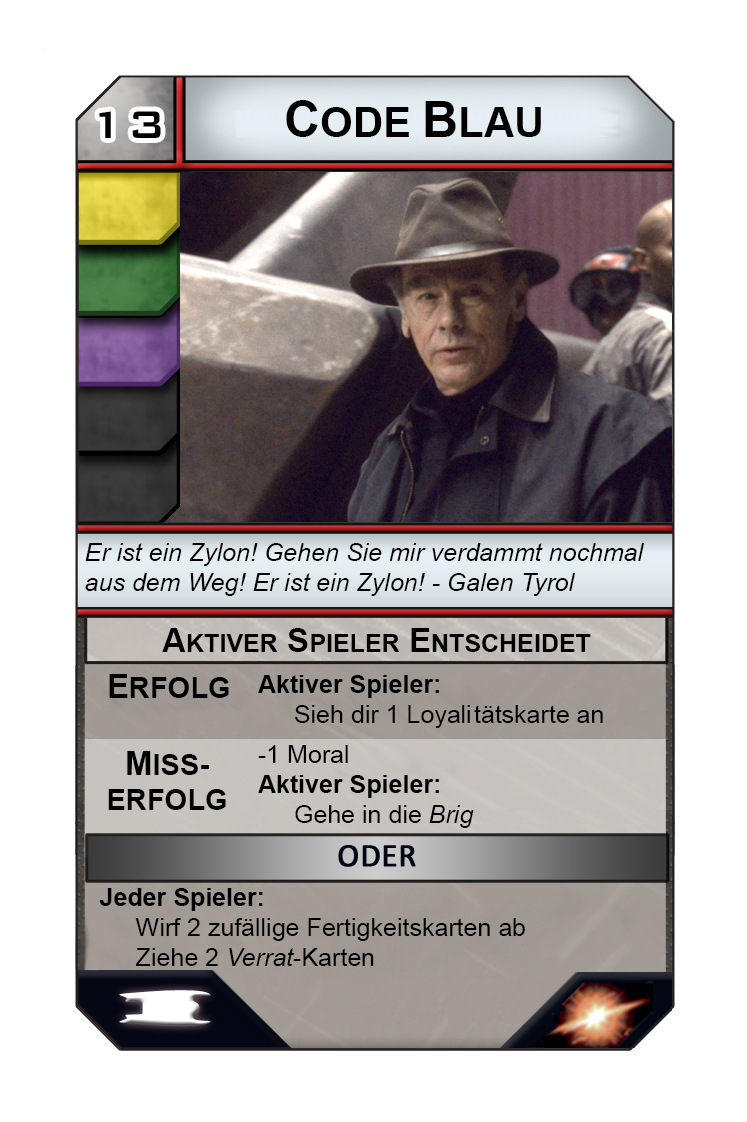 13
CODE BLAU
Er ist ein Zylon! Gehen Sie mir verdammt nochmal
aus dem Weg! Er ist ein Zylon! - Galen Tyrol
AKTIVER SPIELER ENTSCHEIDET
ERFOLG
Aktiver Spieler:
Sieh dir 1 Loyalitätskarte an
MISS-
ERFOLG
-1 Moral
Aktiver Spieler:
Gehe in die Brig
ODER
Jeder Spieler:
Wirf 2 zufällige Fertigkeitskarten ab
Ziehe 2 Verrat-Karten